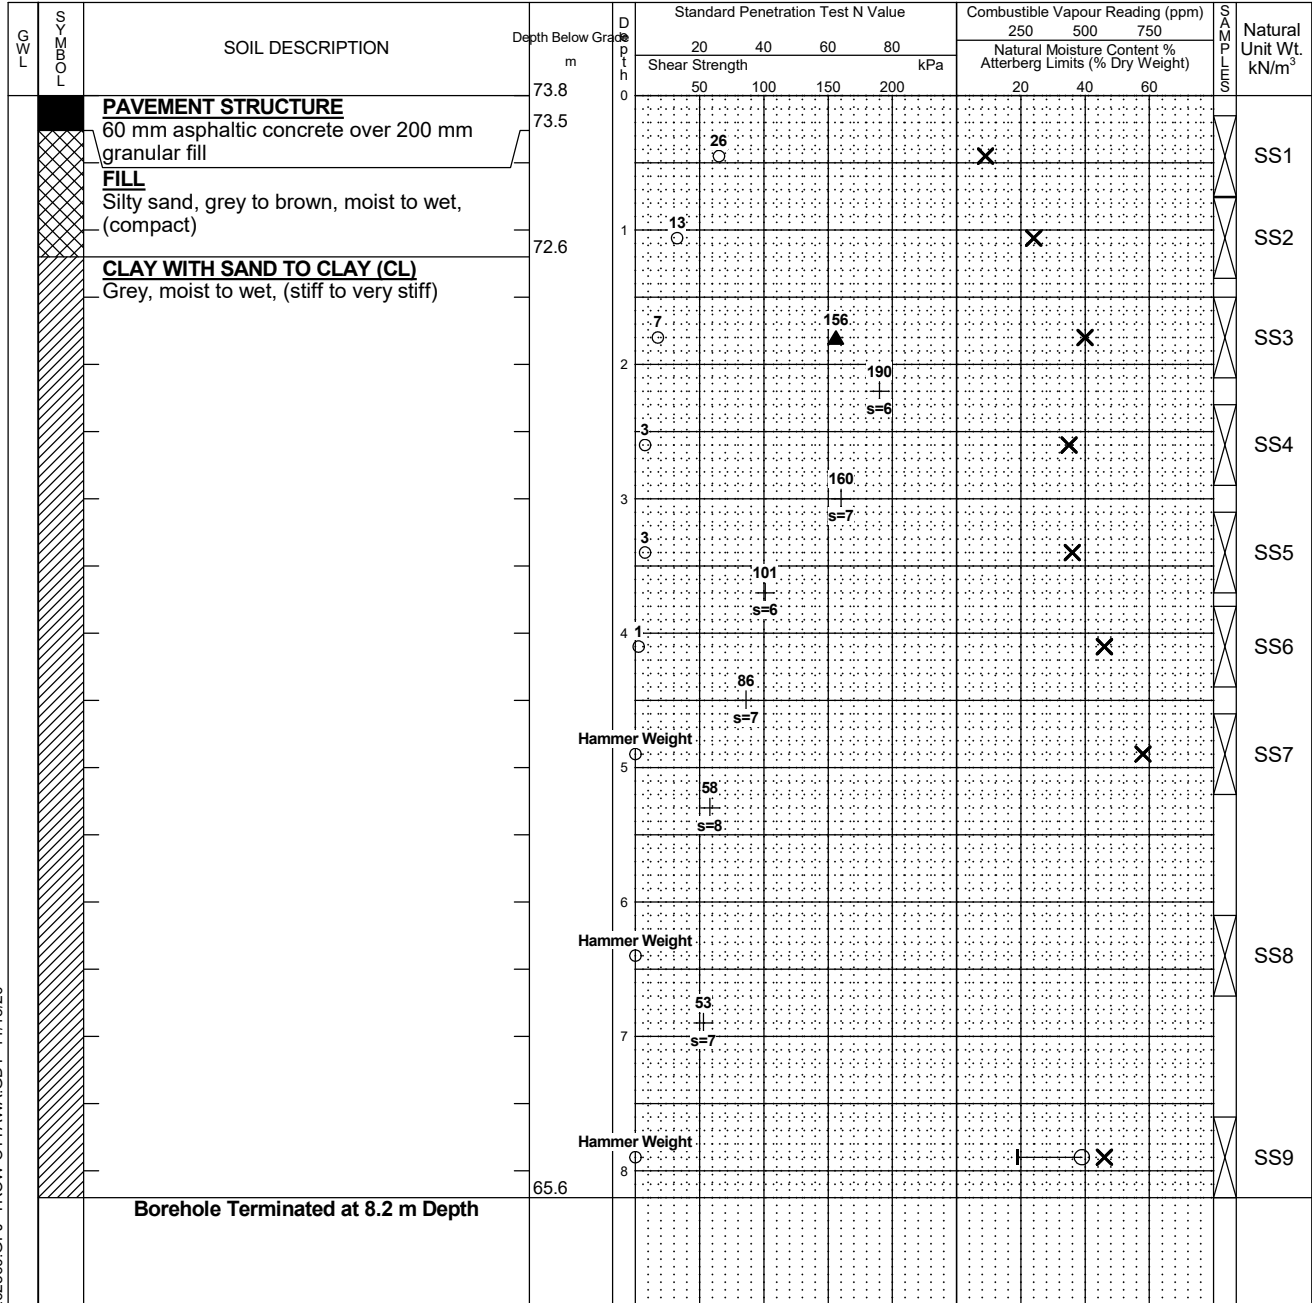 GWL
SYMBOL
SOIL DESCRIPTION
Depth Below Grade
m
Depth
Standard Penetration Test N Value
20 40 60 80
Shear Strength kPa
50 100 150 200
Combustible Vapour Reading (ppm)
250 500 750
Natural Moisture Content %
Atterberg Limits (% Dry Weight)
20 40 60
SAMPLES
Natural
Unit Wt.
kN/m³
73.8
0
PAVEMENT STRUCTURE
73.5
60 mm asphaltic concrete over 200 mm
granular fill
26
SS1
FILL
Silty sand, grey to brown, moist to wet,
(compact)
13
1
SS2
72.6
CLAY WITH SAND TO CLAY (CL)
Grey, moist to wet, (stiff to very stiff)
7
156
SS3
2
190
s=6
3
SS4
160
3
s=7
3
SS5
101
s=6
4
1
SS6
86
s=7
Hammer Weight
SS7
5
58
s=8
6
Hammer Weight
SS8
53
7
s=7
Hammer Weight
SS9
8
65.6
Borehole Terminated at 8.2 m Depth